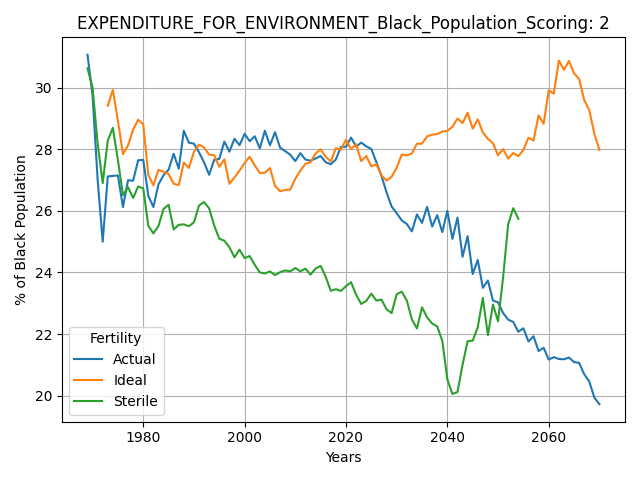 EXPENDITURE_FOR_ENVIRONMENT_Black_Population_Scoring: 2
% of Black Population
30
28
26
24
22
20
Fertility
Actual
Ideal
Sterile
1980 2000 2020 2040 2060
Years